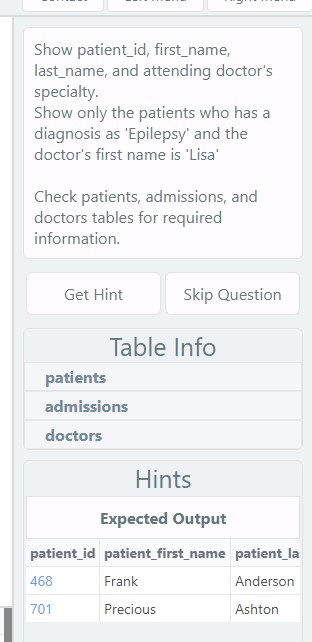 Show patient_id, first_name,
last_name, and attending doctor's
specialty.
Show only the patients who has a
diagnosis as 'Epilepsy' and the
doctor's first name is 'Lisa'
Check patients, admissions, and
doctors tables for required
information.
Get Hint
Skip Question
Table Info
patients
admissions
doctors
Hints
Expected Output
patient_id patient_first_name patient_la
468 Frank Anderson
701 Precious Ashton